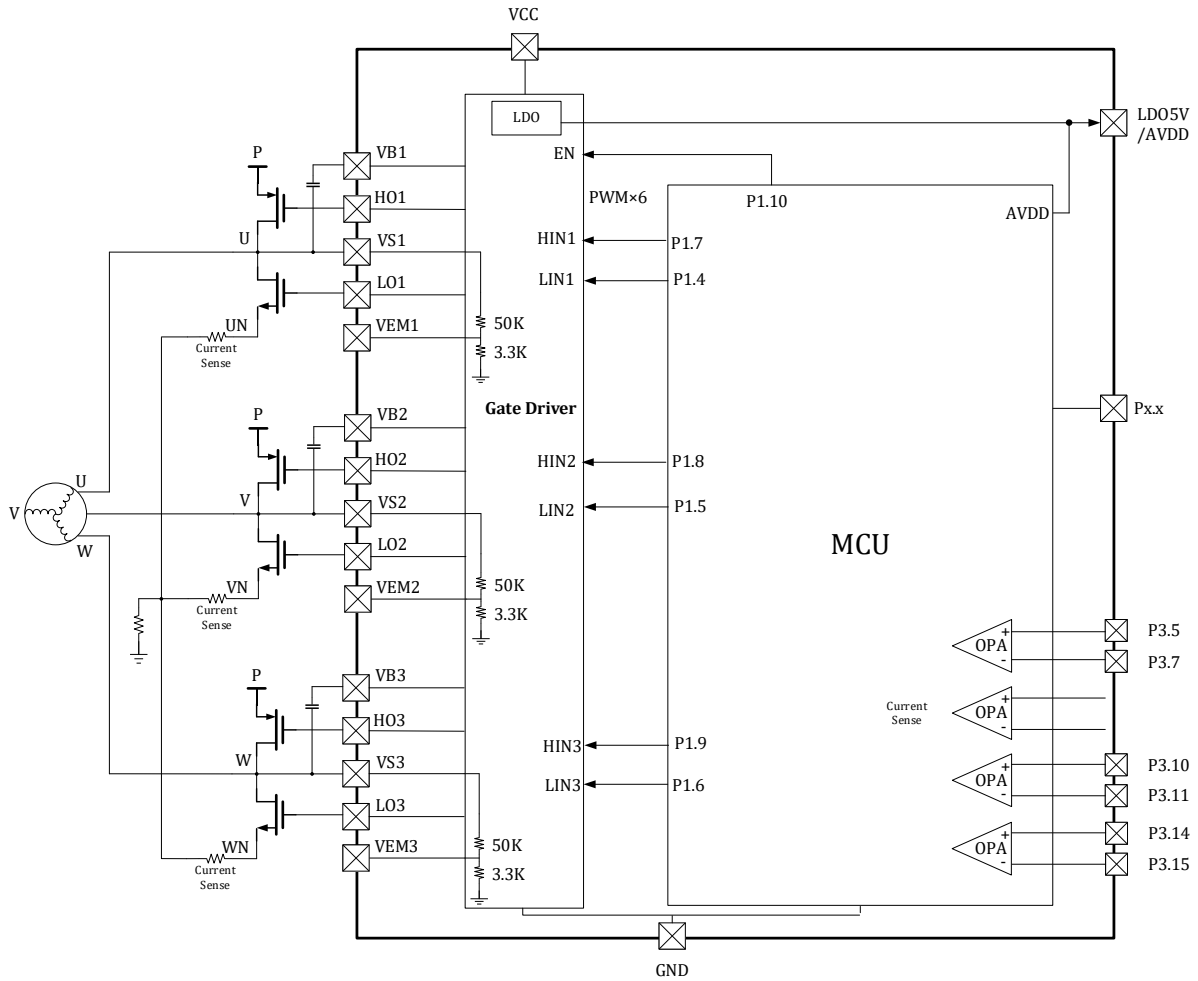 VCC
LDO
LDO5V
/AVDD
EN
PWM×6
P1.10
AVDD
P
VB1
HO1
HIN1
P1.7
U
VS1
LIN1
P1.4
LO1
UN
VEM1
50K
Current
Sense
3.3K
Gate Driver
Px.x
P
VB2
HO2
HIN2
P1.8
U
V
V
VS2
LIN2
P1.5
W
LO2
MCU
VN
VEM2
50K
Current
Sense
3.3K
+
OPA
-
P3.5
P3.7
P
VB3
HO3
Current
Sense
+
OPA
-
HIN3
P1.9
W
VS3
LIN3
P1.6
+
OPA
-
P3.10
P3.11
LO3
WN
VEM3
50K
Current
Sense
3.3K
+
OPA
-
P3.14
P3.15
GND